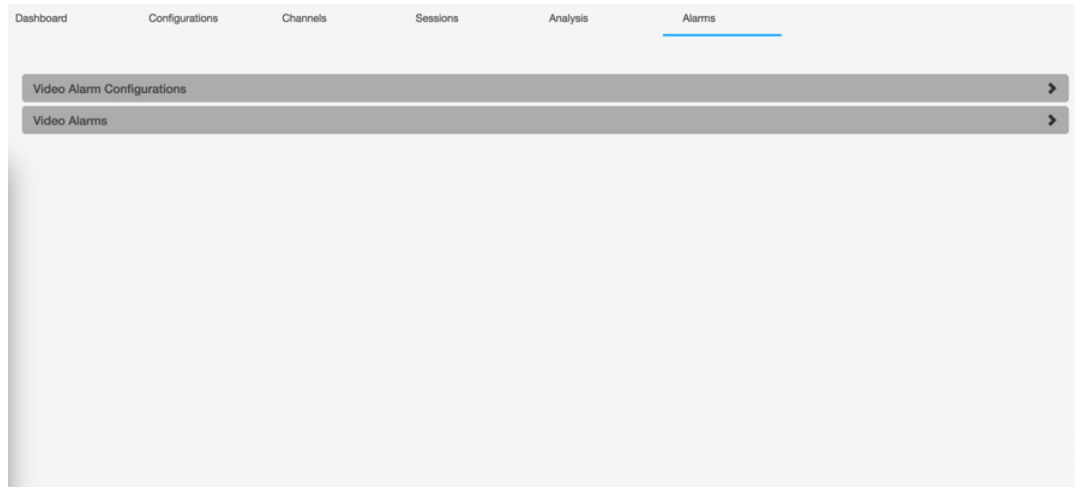 Dashboard Configurations Channels Sessions Analysis Alarms
Video Alarm Configurations
Video Alarms